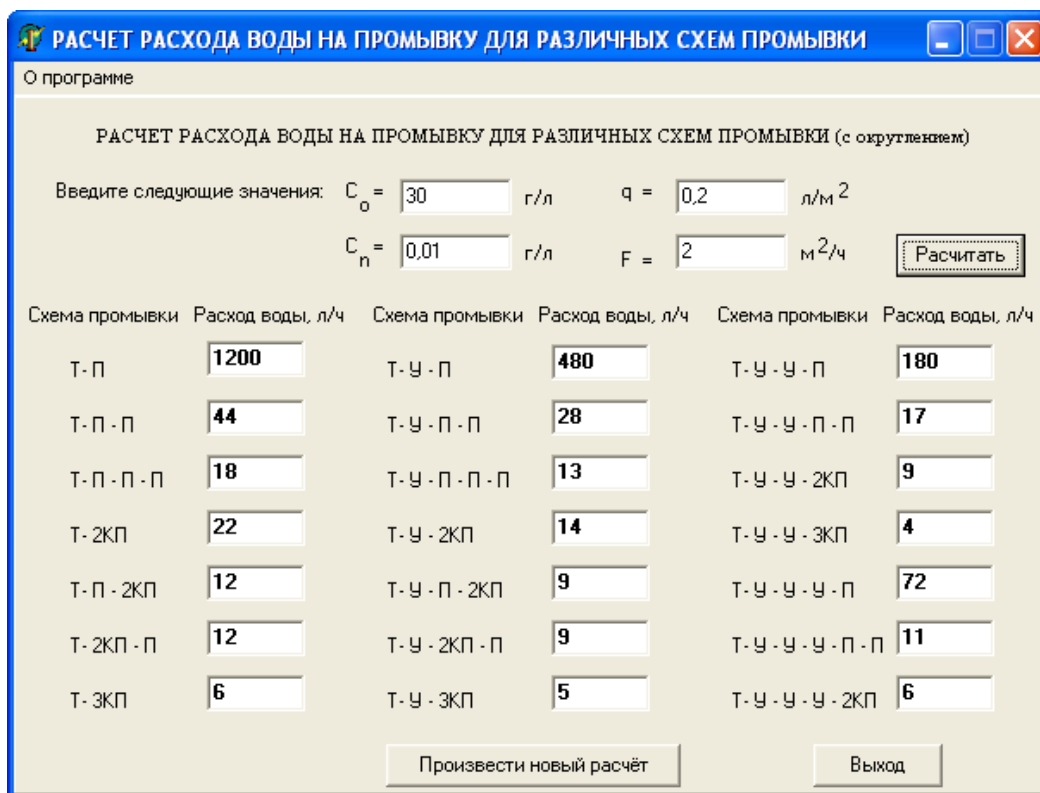 РАСЧЕТ РАСХОДА ВОДЫ НА ПРОМЫВКУ ДЛЯ РАЗЛИЧНЫХ СХЕМ ПРОМЫВКИ
О программе
РАСЧЕТ РАСХОДА ВОДЫ НА ПРОМЫВКУ ДЛЯ РАЗЛИЧНЫХ СХЕМ ПРОМЫВКИ (с округлением)
Введите следующие значения: Co = 30 г/л q = 0,2 л/м2
Cn = 0,01 г/л F = 2 м2/ч Расчитать
Схема промывки Расход воды, л/ч Схема промывки Расход воды, л/ч Схема промывки Расход воды, л/ч
Т- П 1200 Т- У - П 480 Т- У - У - П 180
Т- П - П 44 Т- У - П - П 28 Т- У - У - П - П 17
Т- П - П - П 18 Т- У - П - П - П 13 Т- У - У - 2КП 9
Т- 2КП 22 Т- У - 2КП 14 Т- У - У - 3КП 4
Т- П - 2КП 12 Т- У - П - 2КП 9 Т- У - У - У - П 72
Т- 2КП - П 12 Т- У - 2КП - П 9 Т- У - У - У - П - П 11
Т- 3КП 6 Т- У - 3КП 5 Т- У - У - У - 2КП 6
Произвести новый расчёт Выход